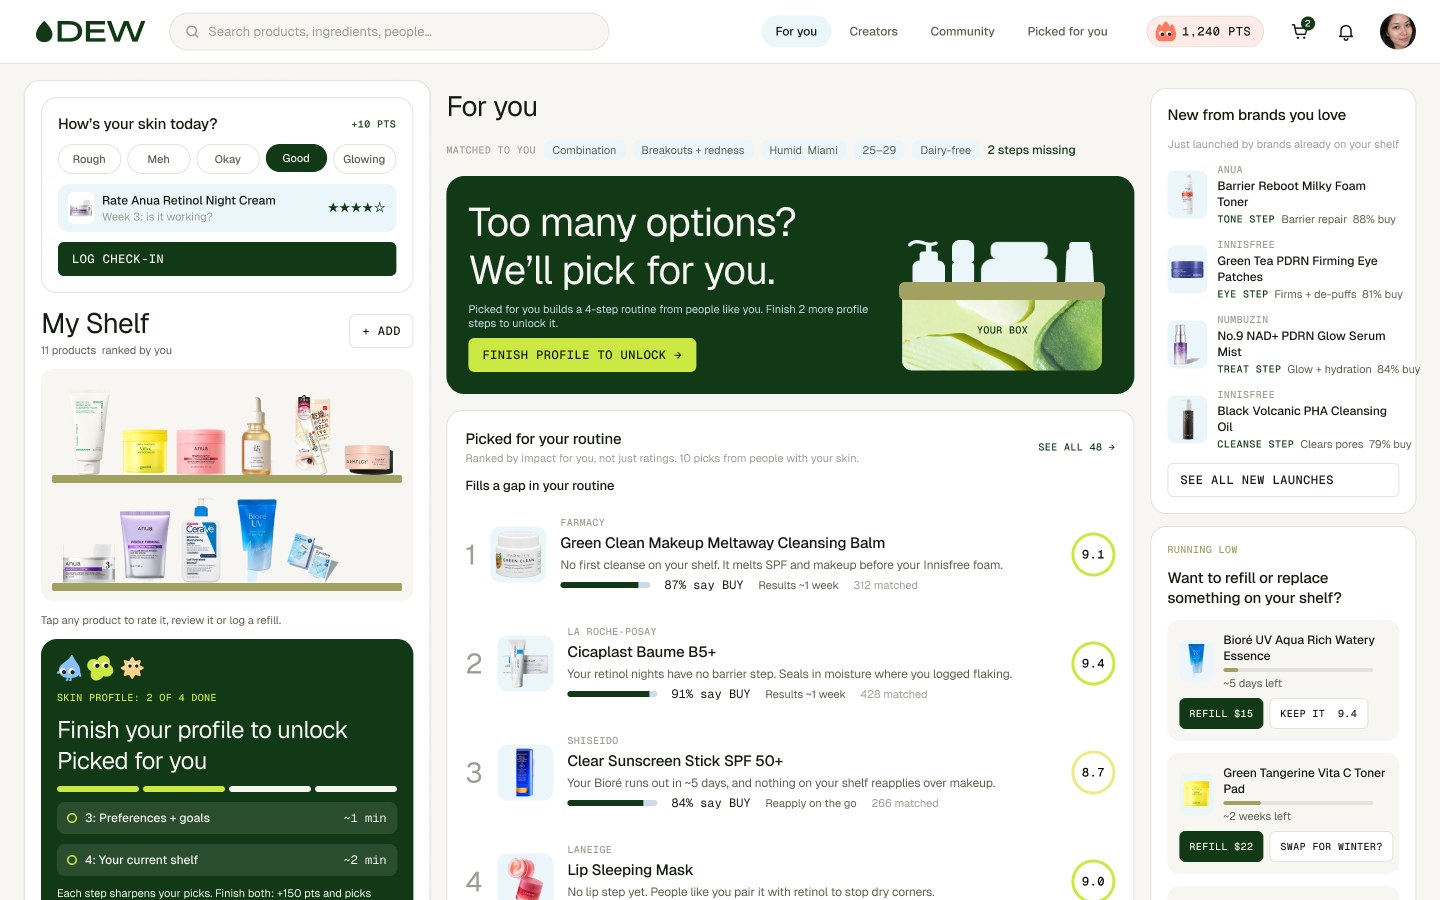 DEW
Search products, ingredients, people...
For you
Creators
Community
Picked for you
1,240 PTS
2
How's your skin today?
+10 PTS
Rough
Meh
Okay
Good
Glowing
Rate Anua Retinol Night Cream
Week 3: is it working?
★★★★☆
LOG CHECK-IN
My Shelf
11 products ranked by you
+ ADD
Tap any product to rate it, review it or log a refill.
SKIN PROFILE: 2 OF 4 DONE
Finish your profile to unlock
Picked for you
3: Preferences + goals
~1 min
4: Your current shelf
~2 min
Each step sharpens your picks. Finish both: +150 pts and picks
For you
MATCHED TO YOU
Combination
Breakouts + redness
Humid Miami
25–29
Dairy-free
2 steps missing
Too many options?
We'll pick for you.
Picked for you builds a 4-step routine from people like you. Finish 2 more profile
steps to unlock it.
FINISH PROFILE TO UNLOCK →
YOUR BOX
Picked for your routine
Ranked by impact for you, not just ratings. 10 picks from people with your skin.
SEE ALL 48 →
Fills a gap in your routine
1
FARMACY
Green Clean Makeup Meltaway Cleansing Balm
No first cleanse on your shelf. It melts SPF and makeup before your Innisfree foam.
87% say BUY
Results ~1 week
312 matched
9.1
2
LA ROCHE-POSAY
Cicaplast Baume B5+
Your retinol nights have no barrier step. Seals in moisture where you logged flaking.
91% say BUY
Results ~1 week
428 matched
9.4
3
SHISEIDO
Clear Sunscreen Stick SPF 50+
Your Bioré runs out in ~5 days, and nothing on your shelf reapplies over makeup.
84% say BUY
Reapply on the go
266 matched
8.7
4
LANEIGE
Lip Sleeping Mask
No lip step yet. People like you pair it with retinol to stop dry corners.
9.0
New from brands you love
Just launched by brands already on your shelf
ANUA
Barrier Reboot Milky Foam
Toner
TONE STEP Barrier repair 88% buy
INNISFREE
Green Tea PDRN Firming Eye
Patches
EYE STEP Firms + de-puffs 81% buy
NUMBUZIN
No.9 NAD+ PDRN Glow Serum
Mist
TREAT STEP Glow + hydration 84% buy
INNISFREE
Black Volcanic PHA Cleansing
Oil
CLEANSE STEP Clears pores 79% buy
SEE ALL NEW LAUNCHES
RUNNING LOW
Want to refill or replace
something on your shelf?
Bioré UV Aqua Rich Watery
Essence
~5 days left
REFILL $15
KEEP IT 9.4
Green Tangerine Vita C Toner
Pad
~2 weeks left
REFILL $22
SWAP FOR WINTER?